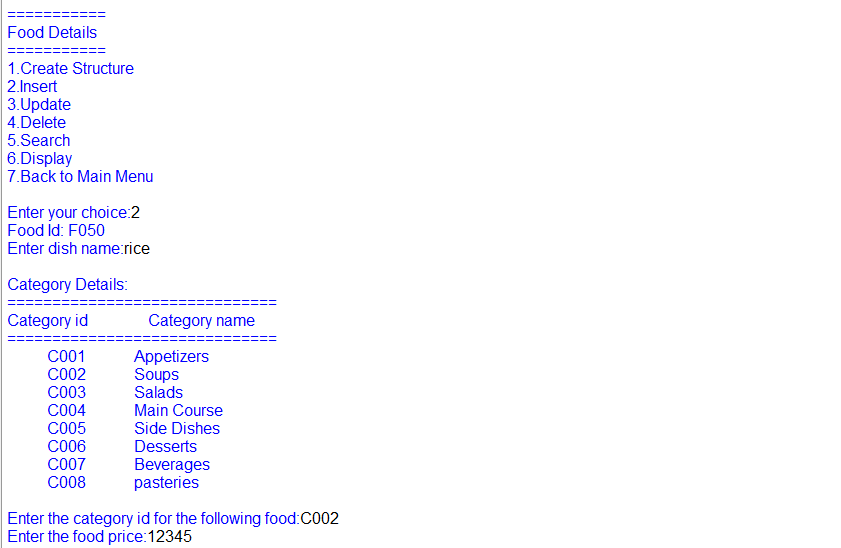 ===========
Food Details
===========
1.Create Structure
2.Insert
3.Update
4.Delete
5.Search
6.Display
7.Back to Main Menu
Enter your choice:2
Food Id: F050
Enter dish name:rice
Category Details:
==============================
Category id Category name
==============================
C001 Appetizers
C002 Soups
C003 Salads
C004 Main Course
C005 Side Dishes
C006 Desserts
C007 Beverages
C008 pasteries
Enter the category id for the following food:C002
Enter the food price:12345